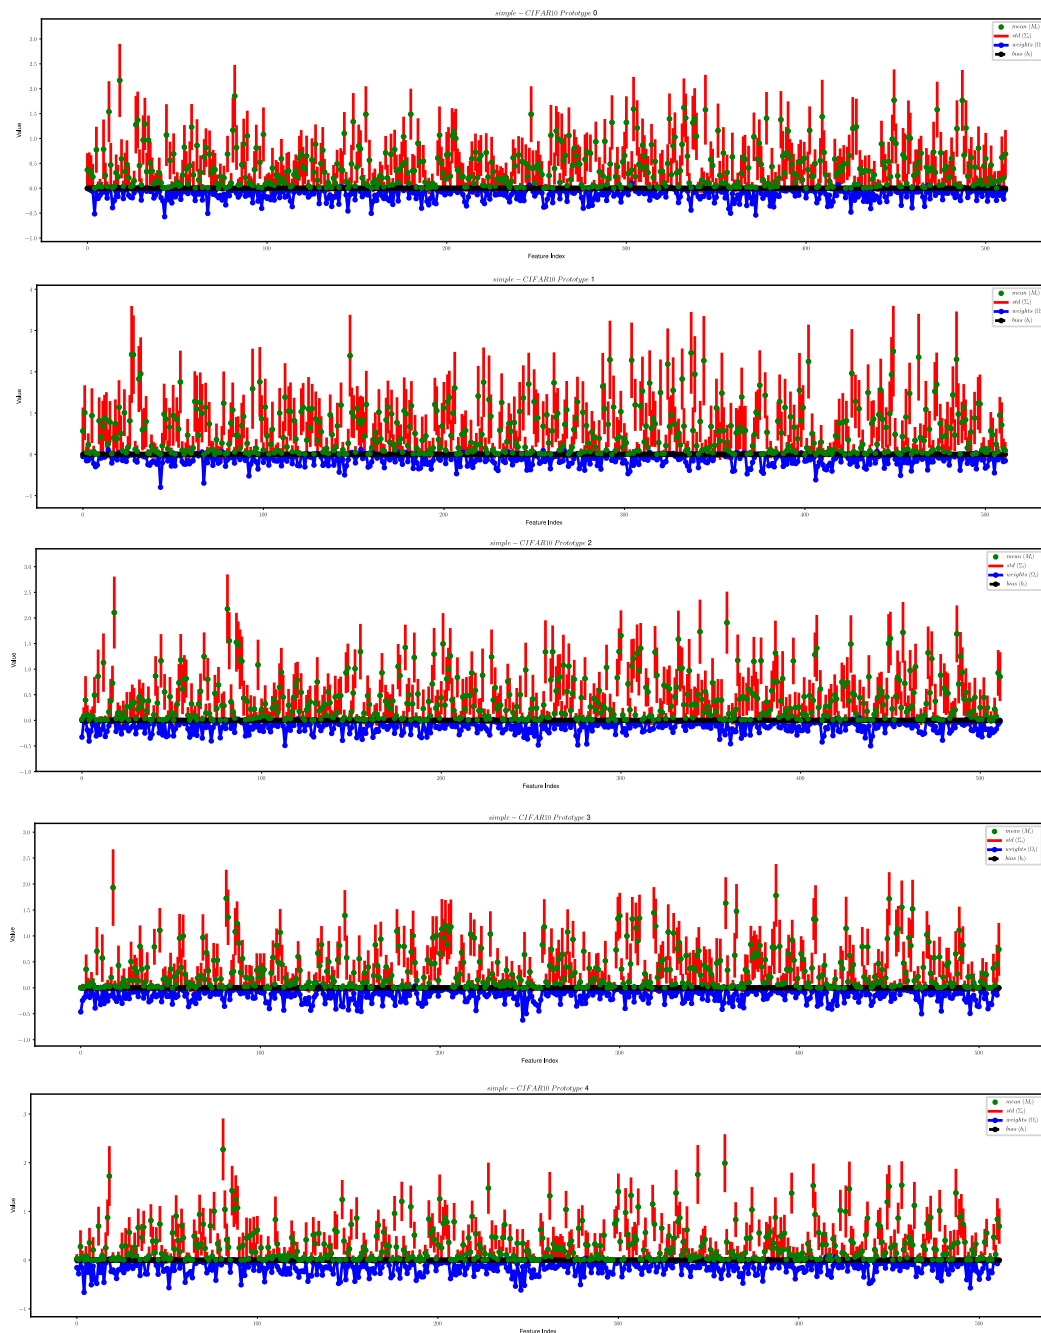 simple − CIFAR10 Prototype 0
mean (Mᵢ)
std (Σᵢ)
weights (Ω
bias (bᵢ)
3.0
2.5
2.0
1.5
1.0
0.5
0.0
−0.5
−1.0
Value
0 100 200 300 400 500
Feature Index
simple − CIFAR10 Prototype 1
mean (Mᵢ)
std (Σᵢ)
weights (Ω
bias (bᵢ)
4
3
2
1
0
−1
Value
0 100 200 300 400 500
Feature Index
simple − CIFAR10 Prototype 2
mean (Mᵢ)
std (Σᵢ)
weights (Ωᵢ)
bias (bᵢ)
3.0
2.5
2.0
1.5
1.0
0.5
0.0
−0.5
−1.0
Value
0 100 200 300 400 500
Feature Index
simple − CIFAR10 Prototype 3
mean (Mᵢ)
std (Σᵢ)
weights (Ωᵢ)
bias (bᵢ)
3.0
2.5
2.0
1.5
1.0
0.5
0.0
−0.5
−1.0
Value
0 100 200 300 400 500
Feature Index
simple − CIFAR10 Prototype 4
mean (Mᵢ)
std (Σᵢ)
weights (Ωᵢ)
bias (bᵢ)
3
2
1
0
−1
Value
0 100 200 300 400 500
Feature Index